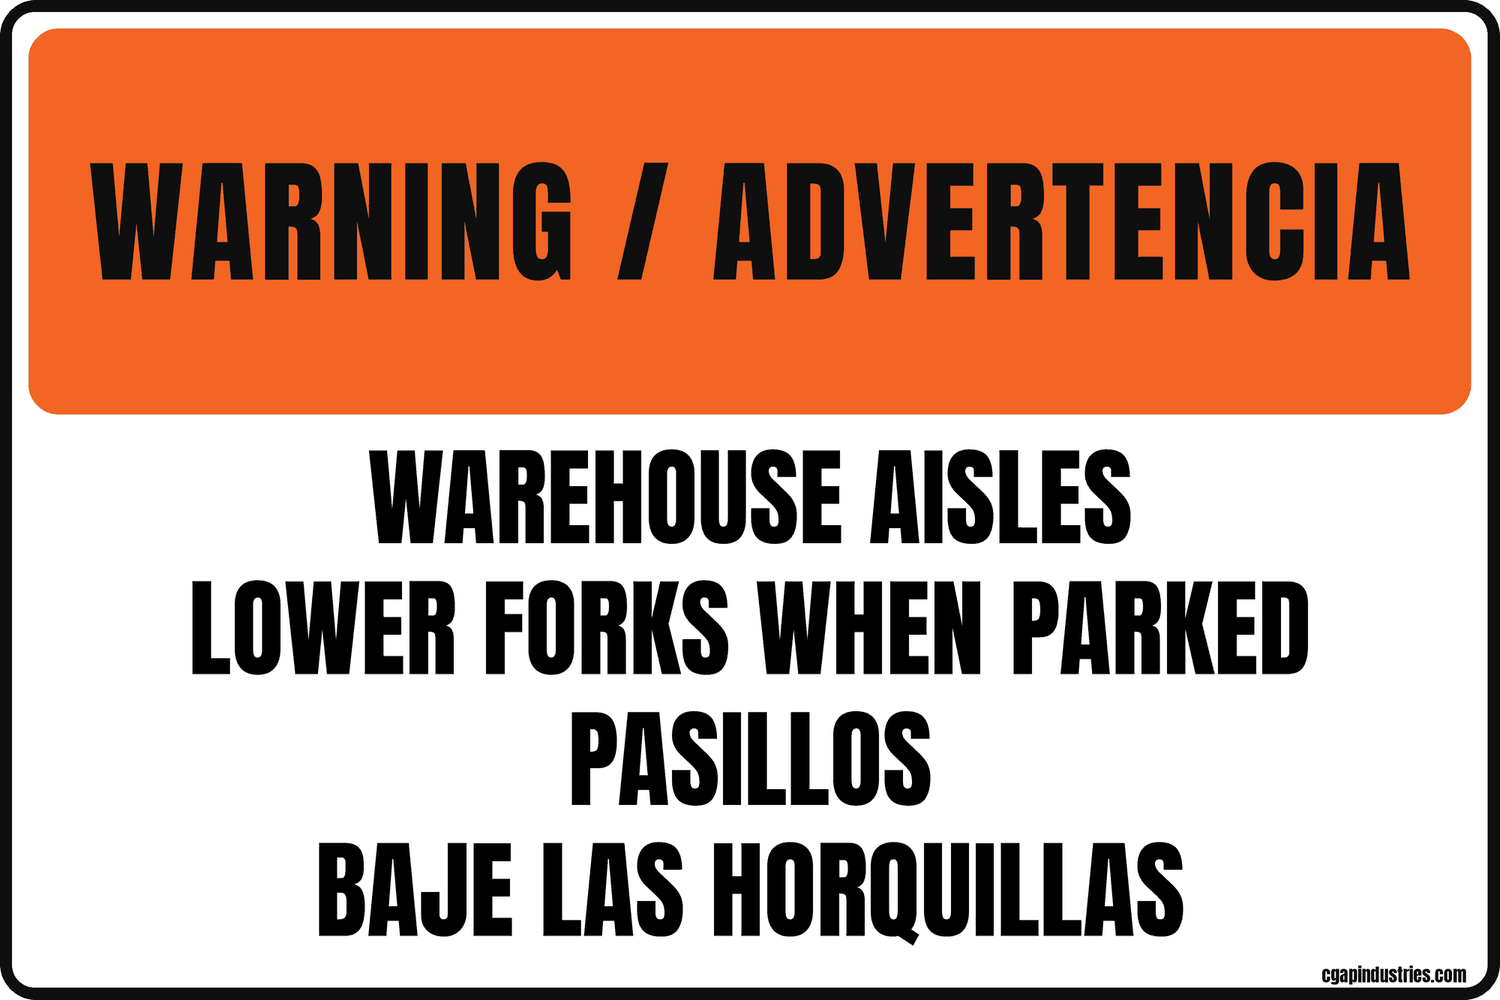 WARNING / ADVERTENCIA
WAREHOUSE AISLES
LOWER FORKS WHEN PARKED
PASILLOS
BAJE LAS HORQUILLAS
cgapindustries.com